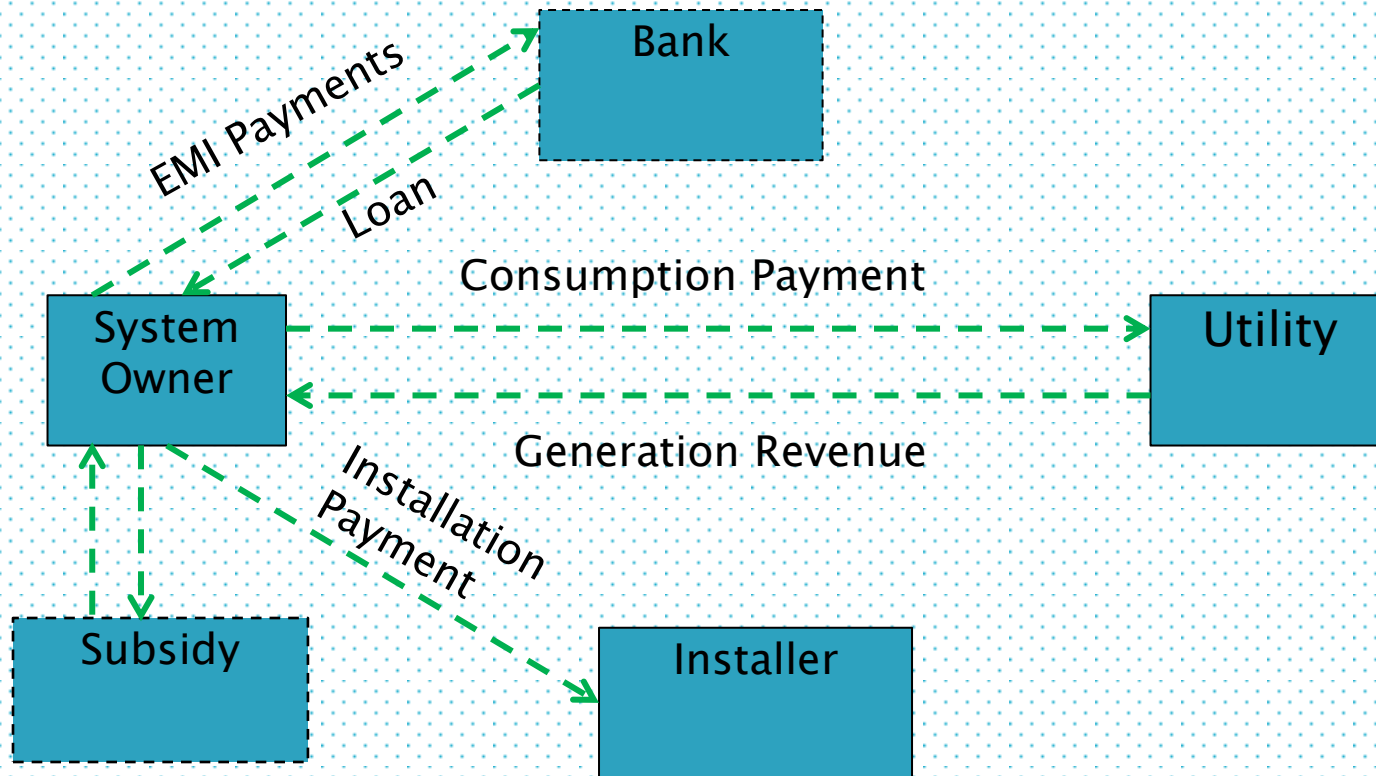 Bank
EMI Payments
Loan
Consumption Payment
System
Owner
Utility
Generation Revenue
Installation
Payment
Subsidy
Installer